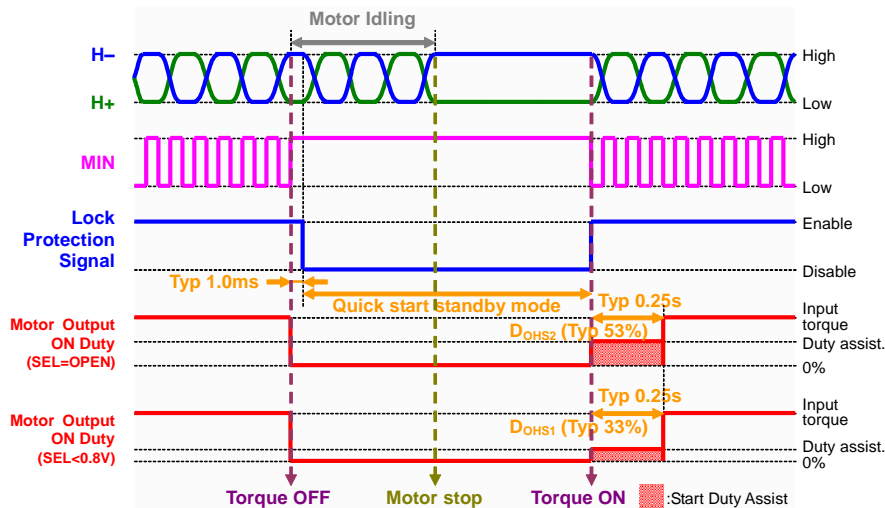 Motor Idling
H−
High
H+
Low
MIN
High
Low
Lock
Protection
Signal
Enable
Disable
Typ 1.0ms
Quick start standby mode
Typ 0.25s
Motor Output
ON Duty
(SEL=OPEN)
DOHS2 (Typ 53%)
Input
torque
Duty assist.
0%
Typ 0.25s
Motor Output
ON Duty
(SEL<0.8V)
DOHS1 (Typ 33%)
Input
torque
Duty assist.
0%
Torque OFF
Motor stop
Torque ON
:Start Duty Assist